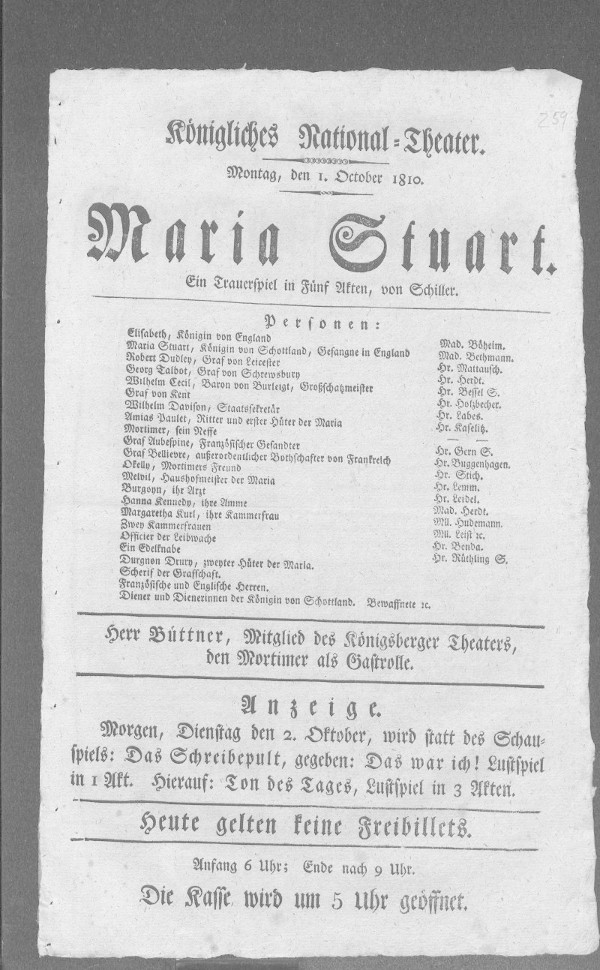 259
Königliches National-Theater.
Montag, den 1. October 1810.
Maria Stuart.
Ein Trauerspiel in Fünf Akten, von Schiller.
Personen:
Elisabeth, Königin von England Mad. Böheim.
Maria Stuart, Königin von Schottland, Gefangne in England Mad. Bethmann.
Robert Dudley, Graf von Leicester Hr. Mattausch.
Georg Talbot, Graf von Schrewsbury Hr. Herdt.
Wilhelm Cecil, Baron von Burleigt, Großschatzmeister Hr. Bessel S.
Graf von Kent Hr. Holzbecher.
Wilhelm Davison, Staatssekretär Hr. Labes.
Amias Paulet, Ritter und erster Hüter der Maria Hr. Kaselitz.
Mortimer, sein Neffe — —
Graf Aubespine, Französischer Gesandter Hr. Gern S.
Graf Bellievre, außerordentlicher Bothschafter von Frankreich Hr. Buggenhagen.
Okelly, Mortimers Freund Hr. Stich.
Melvil, Haushofmeister der Maria Hr. Lemm.
Burgoyn, ihr Arzt Hr. Leidel.
Hanna Kennedy, ihre Amme Mad. Herdt.
Margaretha Kurl, ihre Kammerfrau Mll. Hudemann.
Zwey Kammerfrauen Mll. Leist ꝛc.
Officier der Leibwache Hr. Benda.
Ein Edelknabe Hr. Rüthling S.
Durgnon Drury, zweyter Hüter der Maria.
Scherif der Grafschaft.
Französische und Englische Herren.
Diener und Dienerinnen der Königin von Schottland. Bewaffnete ꝛc.
Herr Büttner, Mitglied des Königsberger Theaters,
den Mortimer als Gastrolle.
Anzeige.
Morgen, Dienstag den 2. Oktober, wird statt des Schau-
spiels: Das Schreibepult, gegeben: Das war ich! Lustspiel
in 1 Akt. Hierauf: Ton des Tages, Lustspiel in 3 Akten.
Heute gelten keine Freibillets.
Anfang 6 Uhr; Ende nach 9 Uhr.
Die Kasse wird um 5 Uhr geöffnet.